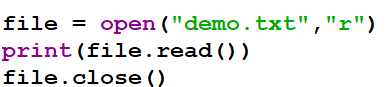 file = open("demo.txt","r")
print(file.read())
file.close()